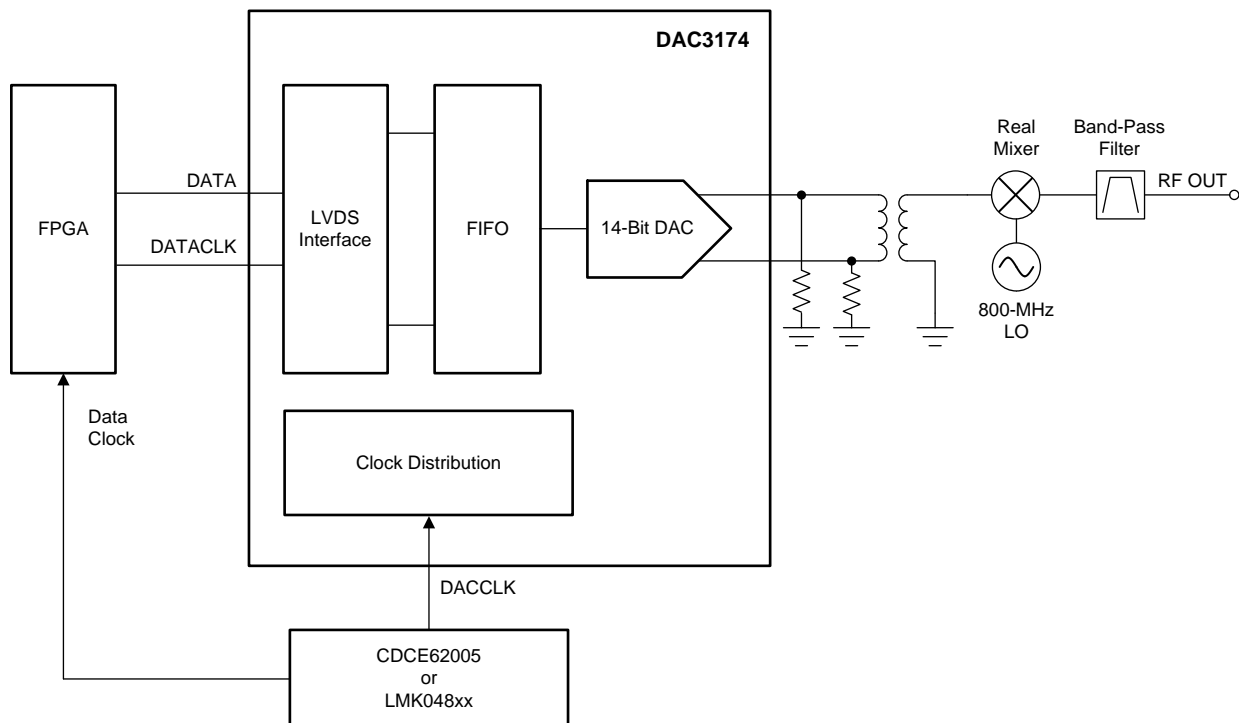 DAC3174
Real
Mixer
Band-Pass
Filter
RF OUT
FPGA
DATA
DATACLK
LVDS
Interface
FIFO
14-Bit DAC
800-MHz
LO
Data
Clock
Clock Distribution
DACCLK
CDCE62005
or
LMK048xx